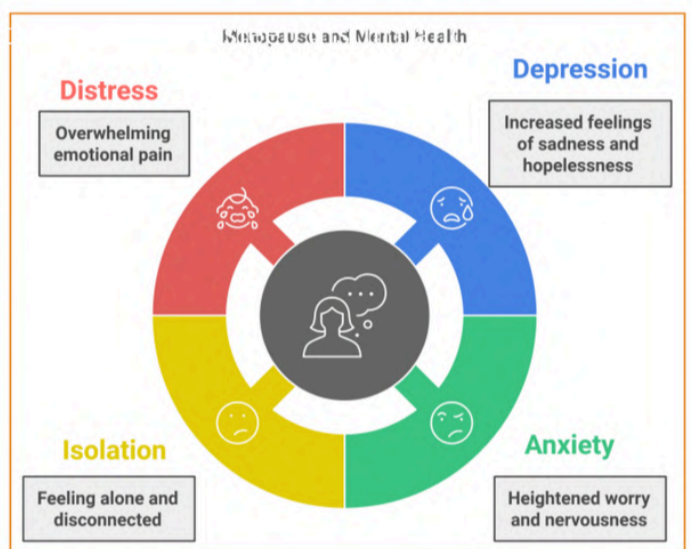 Menopause and Mental Health
Distress
Overwhelming
emotional pain
Depression
Increased feelings
of sadness and
hopelessness
Isolation
Feeling alone and
disconnected
Anxiety
Heightened worry
and nervousness